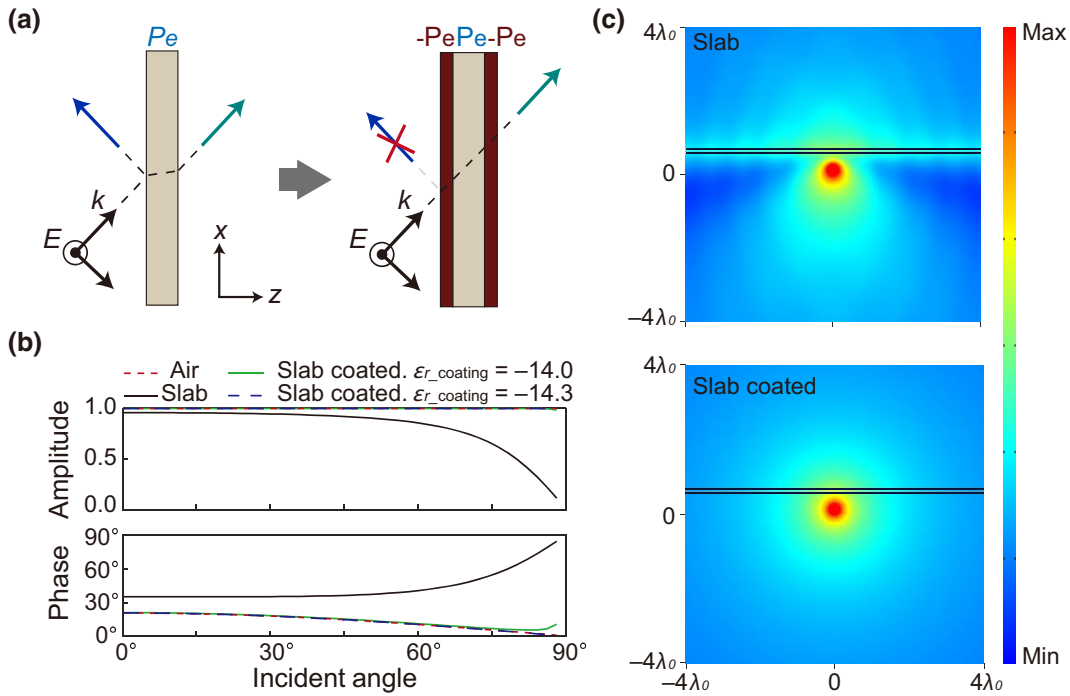 (a)
Pe
-PePe-Pe
k
E
x
z
k
E
(b)
Air
Slab coated. εr_coating = −14.0
Slab
Slab coated. εr_coating = −14.3
Amplitude
1.0
0.5
0.0
Phase
90°
60°
30°
0°
0°
30°
60°
90°
Incident angle
(c)
4λ0
Slab
0
−4λ0
4λ0
Slab coated
0
−4λ0
−4λ0
0
4λ0
Max
Min